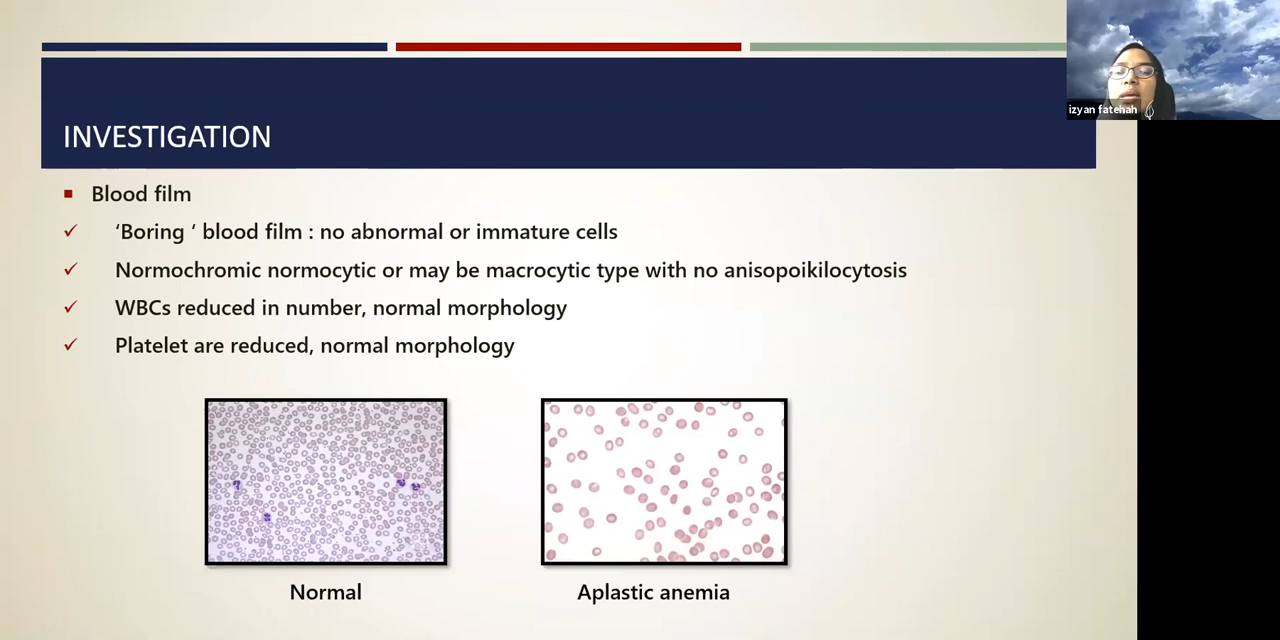 izyan fatehah
INVESTIGATION
Blood film
‘Boring ‘ blood film : no abnormal or immature cells
Normochromic normocytic or may be macrocytic type with no anisopoikilocytosis
WBCs reduced in number, normal morphology
Platelet are reduced, normal morphology
Normal
Aplastic anemia